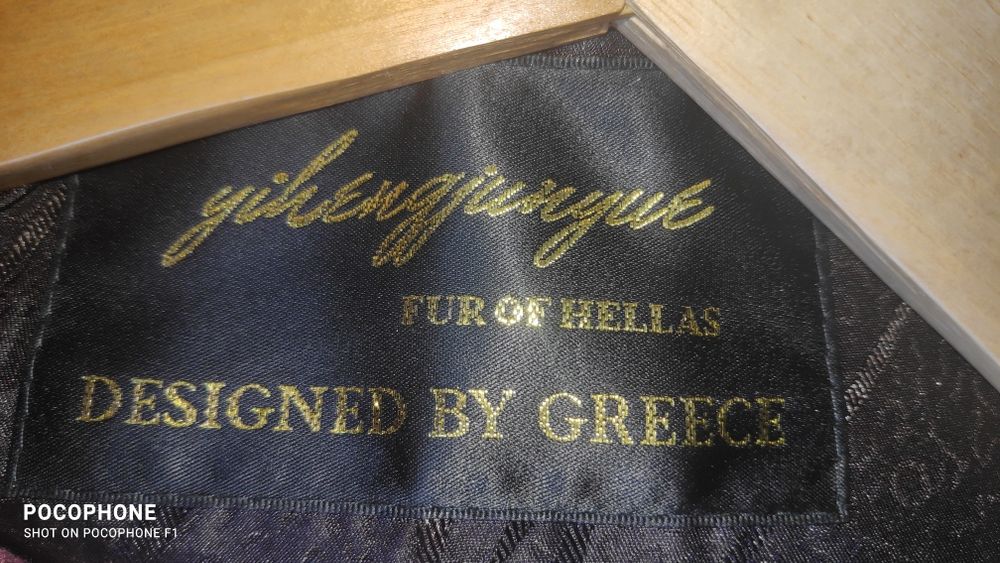 yihengjunyue
FUR OF HELLAS
DESIGNED BY GREECE
POCOPHONE
SHOT ON POCOPHONE F1